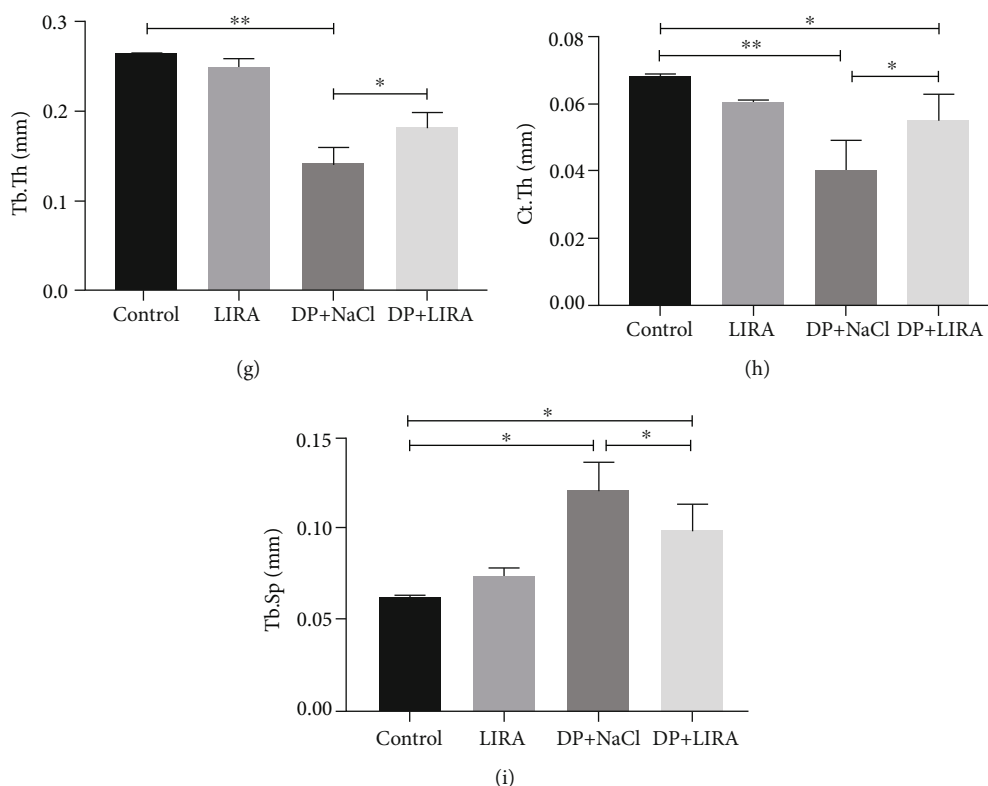 **
*
Tb.Th (mm)
0.3
0.2
0.1
0.0
Control LIRA DP+NaCl DP+LIRA
(g)
*
**
*
Ct.Th (mm)
0.08
0.06
0.04
0.02
0.00
Control LIRA DP+NaCl DP+LIRA
(h)
*
*
*
Tb.Sp (mm)
0.15
0.10
0.05
0.00
Control LIRA DP+NaCl DP+LIRA
(i)